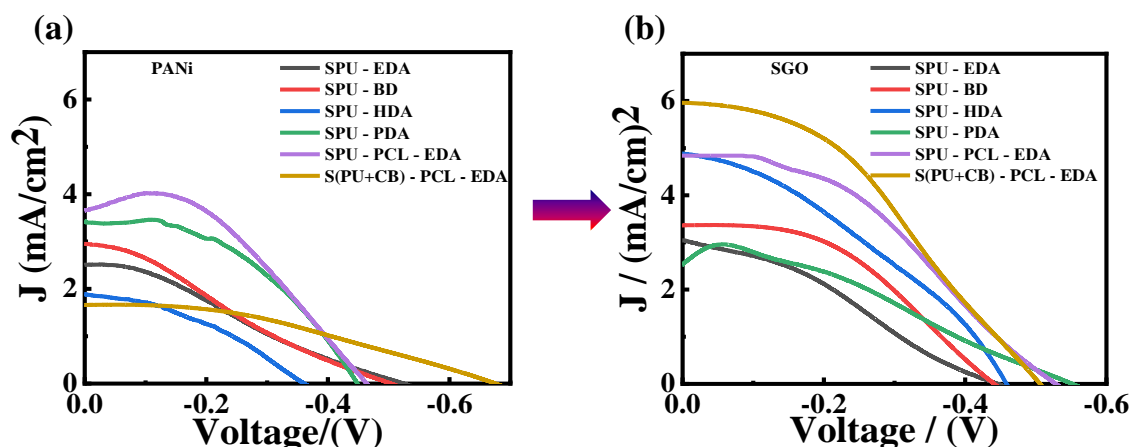 (a)
PANi
SPU - EDA
SPU - BD
SPU - HDA
SPU - PDA
SPU - PCL - EDA
S(PU+CB) - PCL - EDA
J (mA/cm2)
6
4
2
0
0.0 -0.2 -0.4 -0.6
Voltage/(V)
(b)
SGO
SPU - EDA
SPU - BD
SPU - HDA
SPU - PDA
SPU - PCL - EDA
S(PU+CB) - PCL - EDA
J / (mA/cm)2
6
4
2
0
0.0 -0.2 -0.4 -0.6
Voltage / (V)